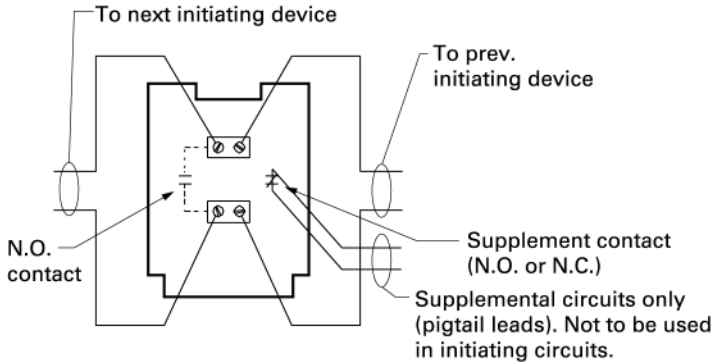 To next initiating device
To prev.
initiating device
N.O.
contact
Supplement contact
(N.O. or N.C.)
Supplemental circuits only
(pigtail leads). Not to be used
in initiating circuits.